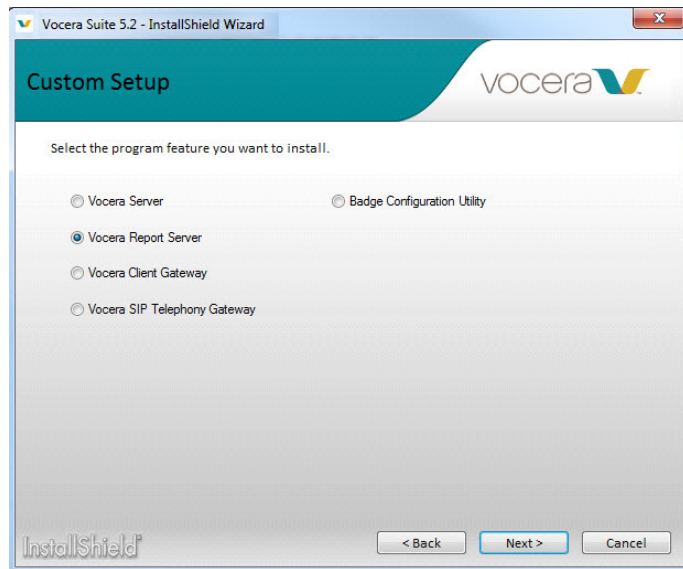 Vocera Suite 5.2 - InstallShield Wizard
Custom Setup
vocera
Select the program feature you want to install.
Vocera Server
Badge Configuration Utility
Vocera Report Server
Vocera Client Gateway
Vocera SIP Telephony Gateway
InstallShield
< Back
Next >
Cancel